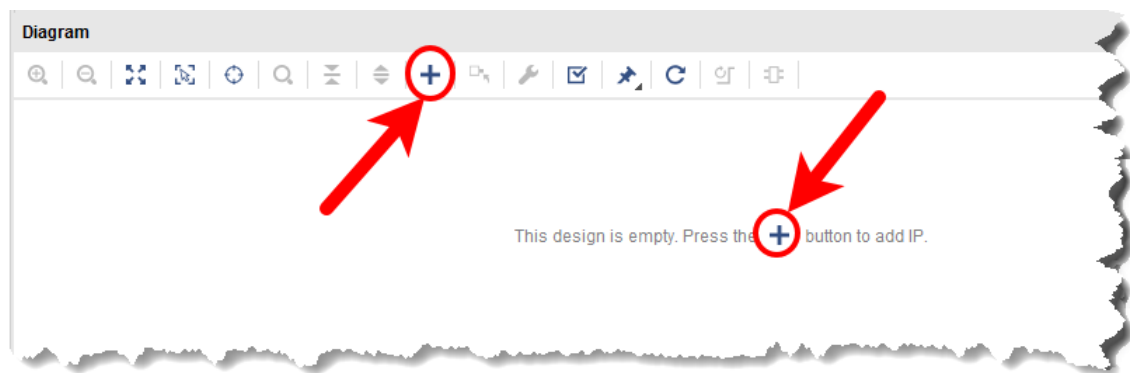 Diagram
This design is empty. Press the + button to add IP.